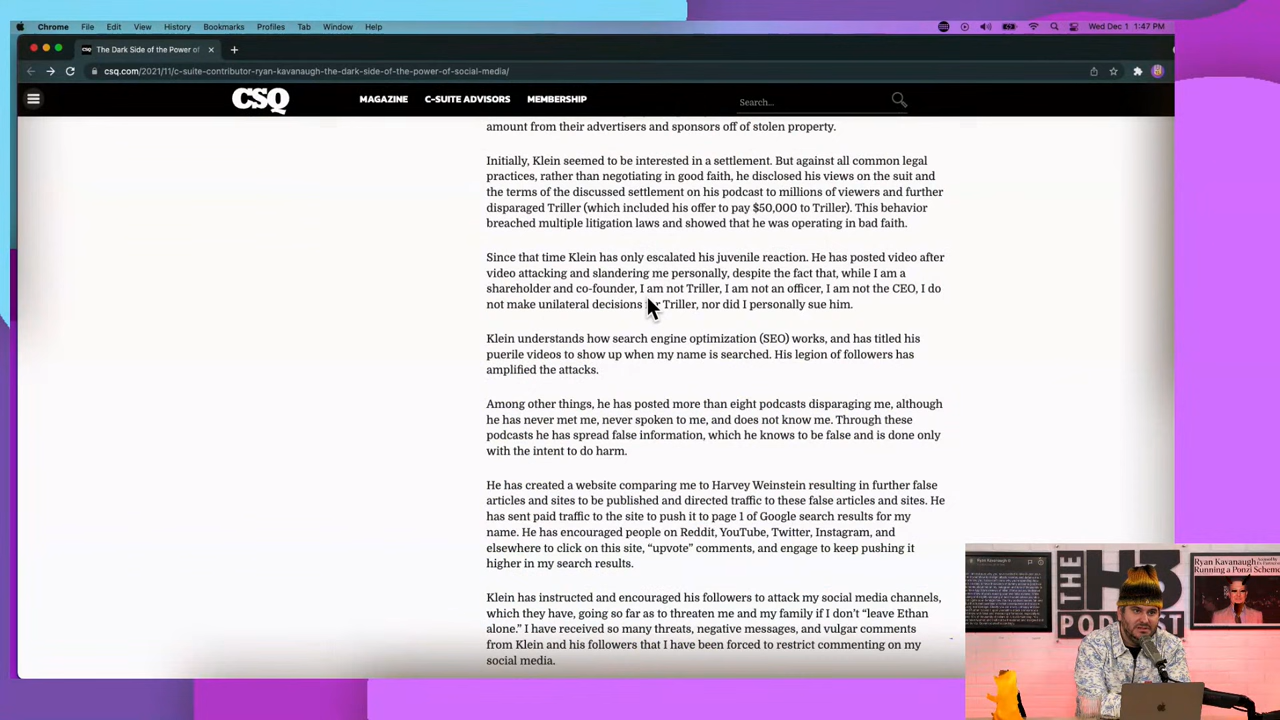 Chrome File Edit View History Bookmarks Profiles Tab Window Help
Wed Dec 1 1:47 PM
The Dark Side of the Power of
csq.com/2021/11/c-suite-contributor-ryan-kavanaugh-the-dark-side-of-the-power-of-social-media/
CSQ MAGAZINE C-SUITE ADVISORS MEMBERSHIP Search...
amount from their advertisers and sponsors off of stolen property.
Initially, Klein seemed to be interested in a settlement. But against all common legal
practices, rather than negotiating in good faith, he disclosed his views on the suit and
the terms of the discussed settlement on his podcast to millions of viewers and further
disparaged Triller (which included his offer to pay $50,000 to Triller). This behavior
breached multiple litigation laws and showed that he was operating in bad faith.
Since that time Klein has only escalated his juvenile reaction. He has posted video after
video attacking and slandering me personally, despite the fact that, while I am a
shareholder and co-founder, I am not Triller, I am not an officer, I am not the CEO, I do
not make unilateral decisions for Triller, nor did I personally sue him.
Klein understands how search engine optimization (SEO) works, and has titled his
puerile videos to show up when my name is searched. His legion of followers has
amplified the attacks.
Among other things, he has posted more than eight podcasts disparaging me, although
he has never met me, never spoken to me, and does not know me. Through these
podcasts he has spread false information, which he knows to be false and is done only
with the intent to do harm.
He has created a website comparing me to Harvey Weinstein resulting in further false
articles and sites to be published and directed traffic to these false articles and sites. He
has sent paid traffic to the site to push it to page 1 of Google search results for my
name. He has encouraged people on Reddit, YouTube, Twitter, Instagram, and
elsewhere to click on this site, “upvote” comments, and engage to keep pushing it
higher in my search results.
Klein has instructed and encouraged his followers to attack my social media channels,
which they have, going so far as to threaten me and my family if I don’t “leave Ethan
alone.” I have received so many threats, negative messages, and vulgar comments
from Klein and his followers that I have been forced to restrict commenting on my
social media.
THE H3
PODCAST
Ryan Kavanaugh
Running a Ponzi Scheme